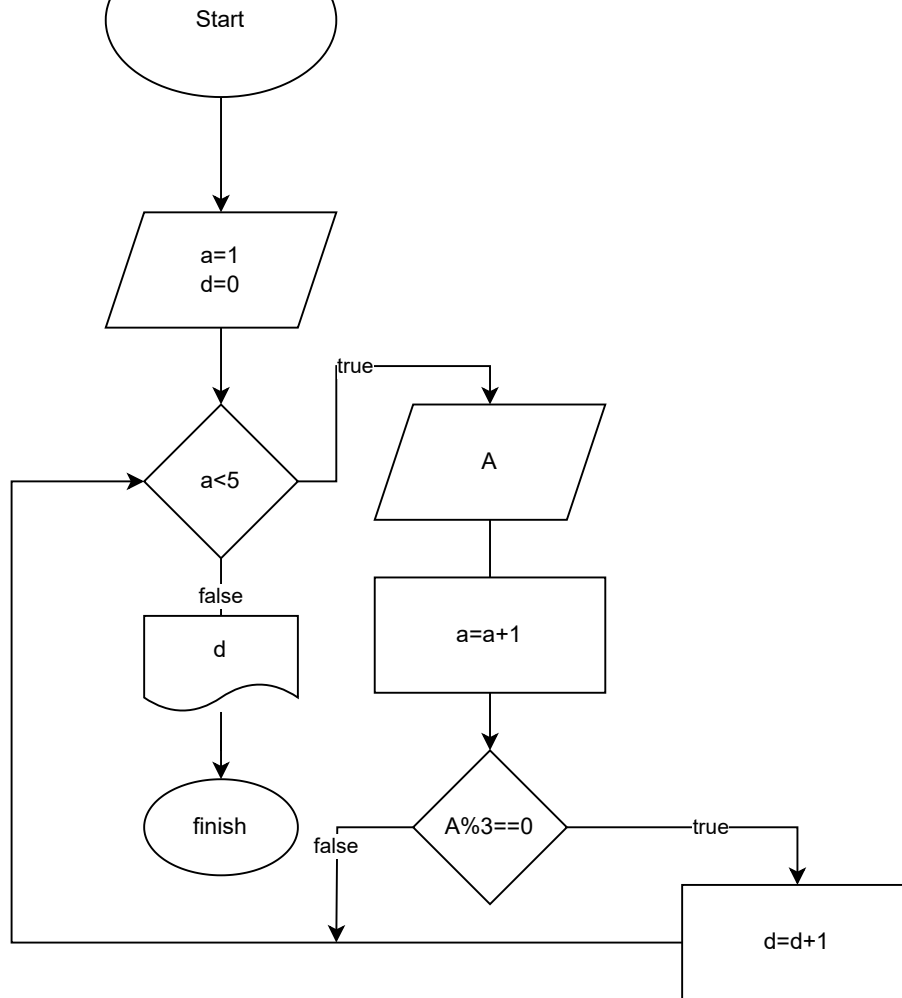 Start
a=1
d=0
true
a<5
A
false
d
a=a+1
finish
false
A%3==0
true
d=d+1